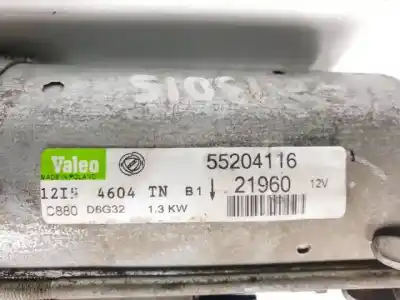 Valeo
MADE IN POLAND
55204116
12I5 4604 TN B1 ↓ 21960 12V
C880 D6G32 1.3 KW